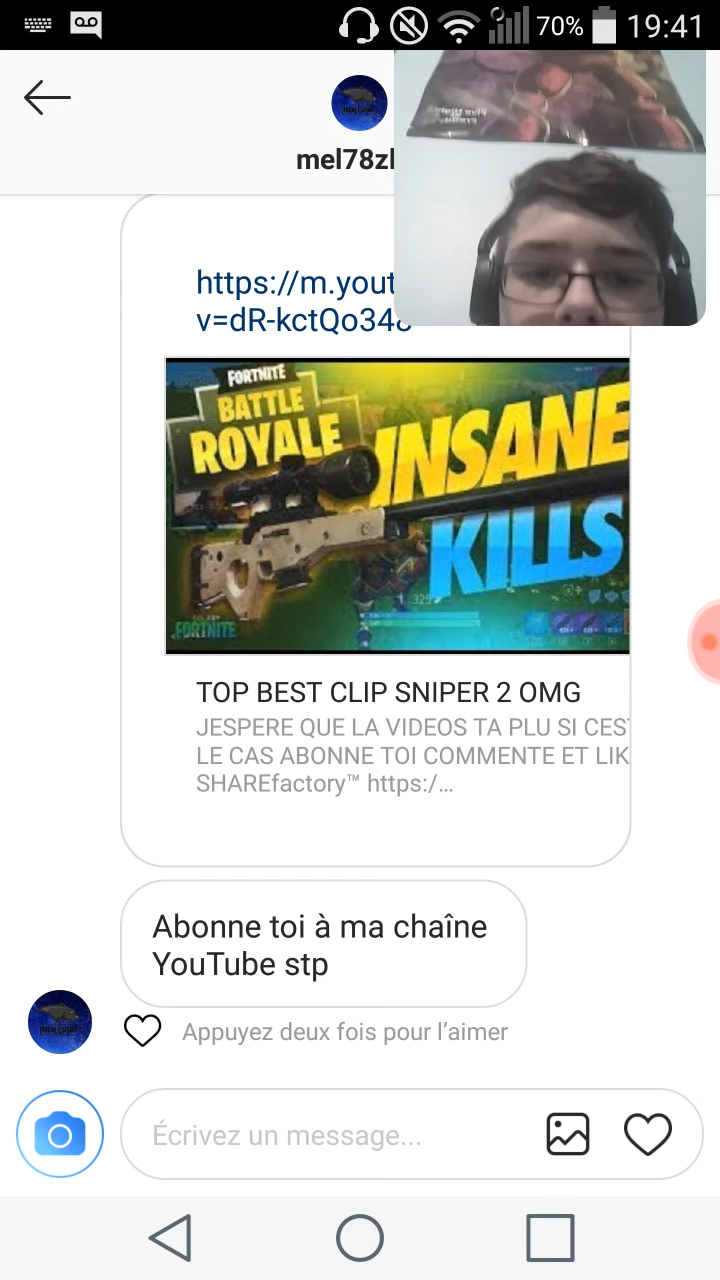 70% 19:41
mel78zl
https://m.yout
v=dR-kctQo348
FORTNITE
BATTLE
ROYALE
INSANE
KILLS
FORTNITE
TOP BEST CLIP SNIPER 2 OMG
JESPERE QUE LA VIDEOS TA PLU SI CEST
LE CAS ABONNE TOI COMMENTE ET LIK
SHAREfactory™ https:/…
Abonne toi à ma chaîne
YouTube stp
Appuyez deux fois pour l’aimer
Écrivez un message…